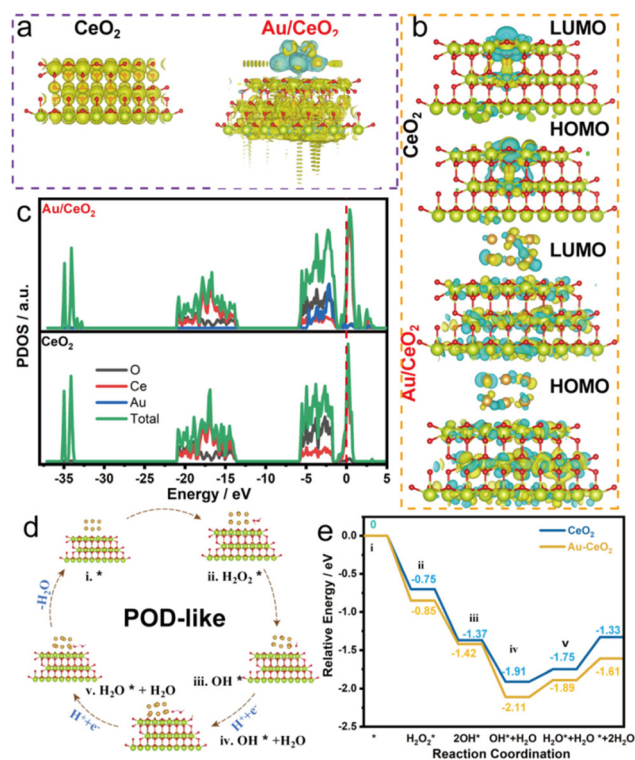 a
CeO2
Au/CeO2
b
LUMO
HOMO
CeO2
LUMO
HOMO
Au/CeO2
c
Au/CeO2
CeO2
O
Ce
Au
Total
PDOS / a.u.
-35 -30 -25 -20 -15 -10 -5 0 5
Energy / eV
d
i. *
ii. H2O2 *
POD-like
-H2O
iii. OH *
v. H2O * + H2O
H++e-
H++e-
iv. OH * +H2O
e
0
CeO2
Au-CeO2
i
ii
-0.75
-0.85
iii
-1.37
-1.42
iv
-1.91
-2.11
v
-1.75
-1.89
-1.33
-1.61
Relative Energy / eV
0.0
-0.5
-1.0
-1.5
-2.0
-2.5
* H2O2* 2OH* OH*+H2O H2O*+H2O *+2H2O
Reaction Coordination